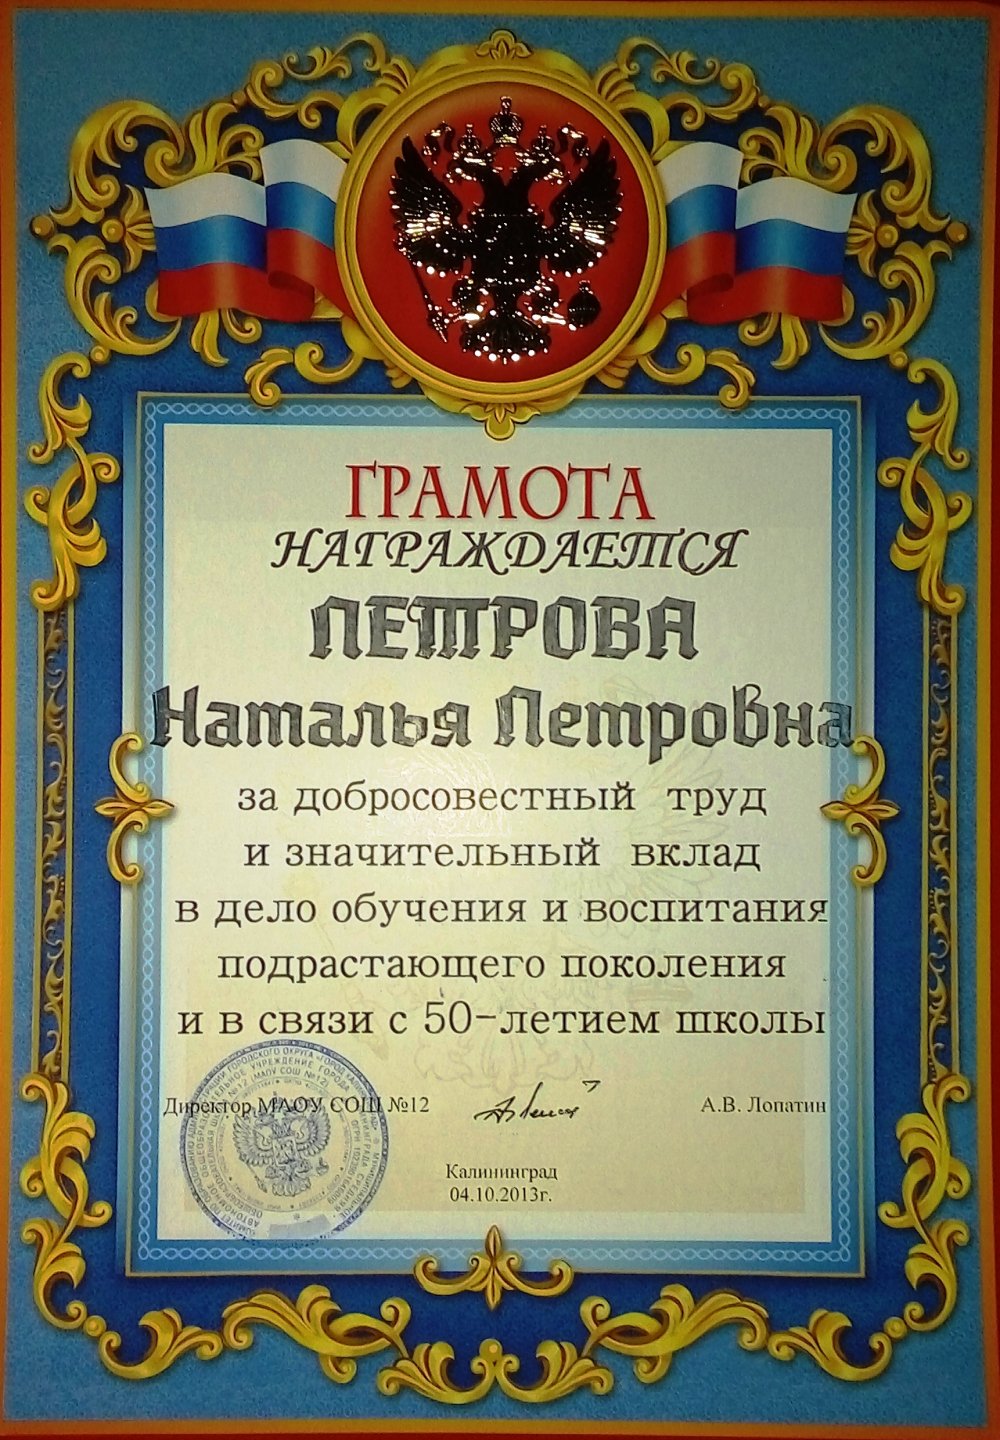 ГРАМОТА
НАГРАЖДАЕТСЯ
ПЕТРОВА
Наталья Петровна
за добросовестный труд
и значительный вклад
в дело обучения и воспитания
подрастающего поколения
и в связи с 50-летием школы
Директор МАОУ СОШ №12 А.В. Лопатин
Калининград
04.10.2013г.